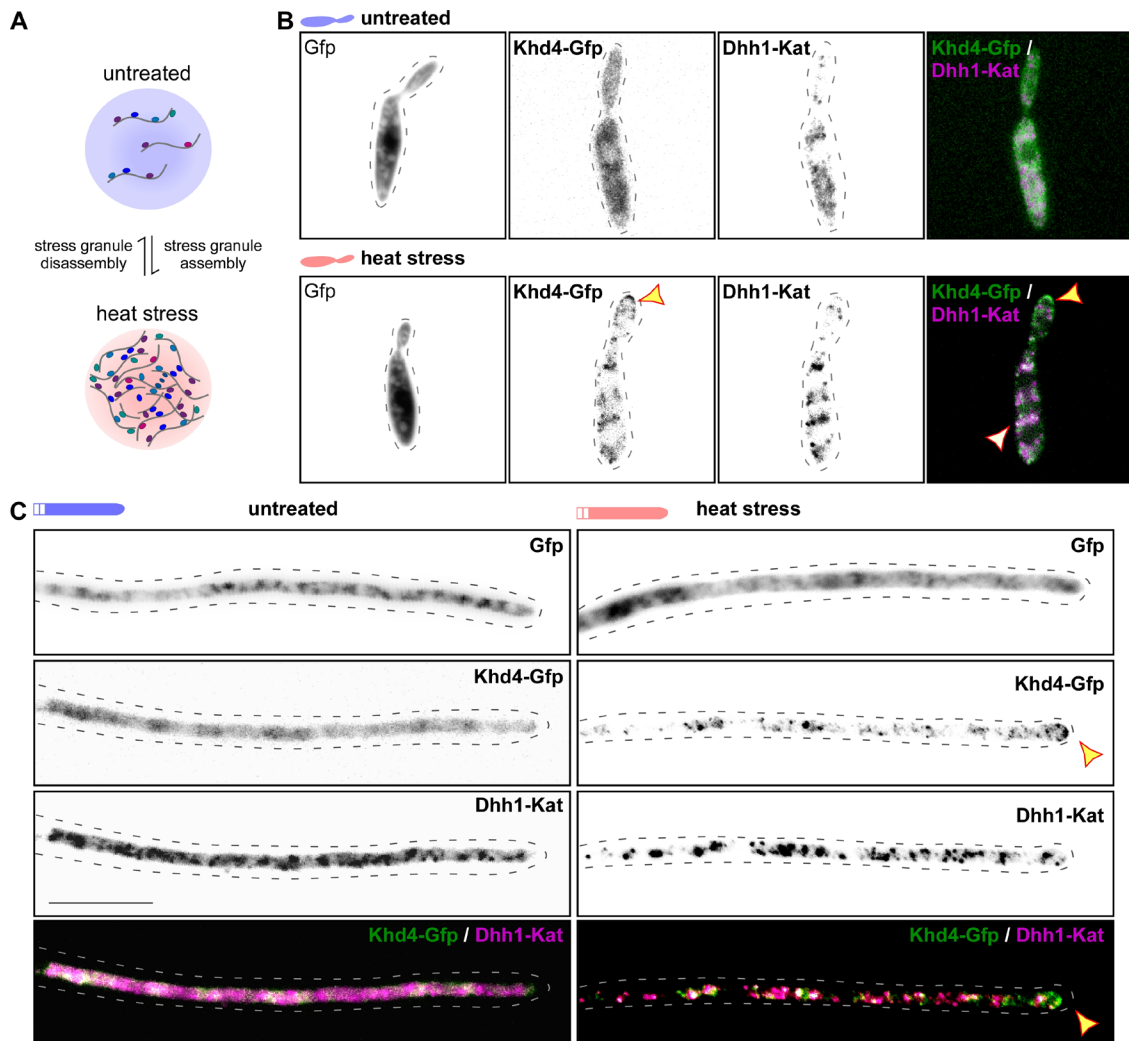 A
untreated
stress granule
disassembly
stress granule
assembly
heat stress
B
untreated
Gfp
Khd4-Gfp
Dhh1-Kat
Khd4-Gfp /
Dhh1-Kat
heat stress
Gfp
Khd4-Gfp
Dhh1-Kat
Khd4-Gfp /
Dhh1-Kat
C
untreated
heat stress
Gfp
Gfp
Khd4-Gfp
Khd4-Gfp
Dhh1-Kat
Dhh1-Kat
Khd4-Gfp / Dhh1-Kat
Khd4-Gfp / Dhh1-Kat